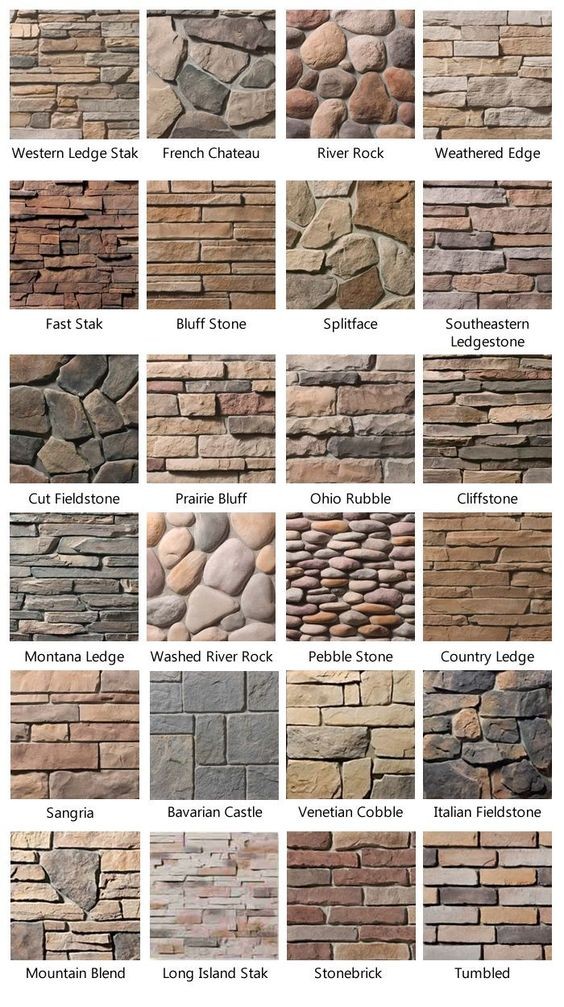 Western Ledge Stak
French Chateau
River Rock
Weathered Edge
Fast Stak
Bluff Stone
Splitface
Southeastern
Ledgestone
Cut Fieldstone
Prairie Bluff
Ohio Rubble
Cliffstone
Montana Ledge
Washed River Rock
Pebble Stone
Country Ledge
Sangria
Bavarian Castle
Venetian Cobble
Italian Fieldstone
Mountain Blend
Long Island Stak
Stonebrick
Tumbled